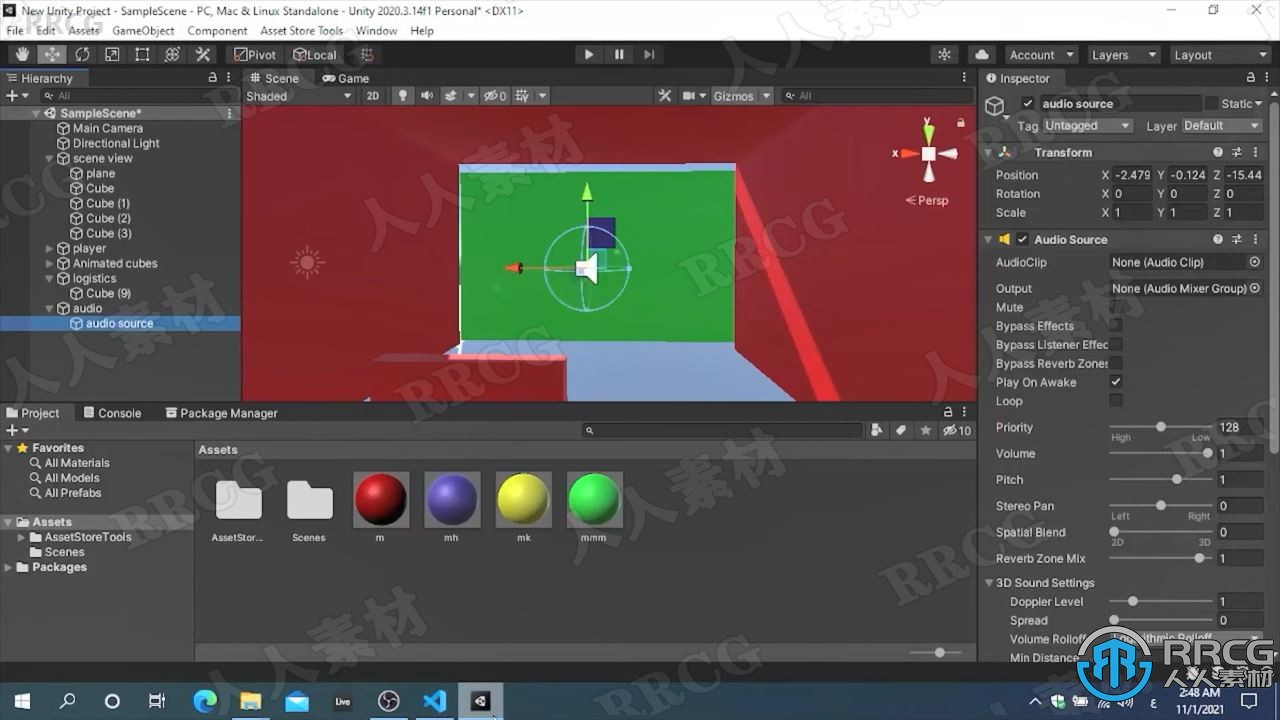 New Unity Project - SampleScene - PC, Mac & Linux Standalone - Unity 2020.3.14f1 Personal* <DX11>
File Edit Assets GameObject Component Asset Store Tools Window Help
Pivot Local Account Layers Layout
Hierarchy
All
SampleScene*
Main Camera
Directional Light
scene view
plane
Cube
Cube (1)
Cube (2)
Cube (3)
player
Animated cubes
logistics
Cube (9)
audio
audio source
Scene Game
Shaded 2D 0 Gizmos All
y
x
Persp
Inspector
audio source Static
Tag Untagged Layer Default
Transform
Position X -2.479 Y -0.124 Z -15.44
Rotation X 0 Y 0 Z 0
Scale X 1 Y 1 Z 1
Audio Source
AudioClip None (Audio Clip)
Output None (Audio Mixer Group)
Mute
Bypass Effects
Bypass Listener Effec
Bypass Reverb Zones
Play On Awake
Loop
Priority 128
High Low
Volume 1
Pitch 1
Stereo Pan 0
Left Right
Spatial Blend 0
2D 3D
Reverb Zone Mix 1
3D Sound Settings
Doppler Level 1
Spread 0
Volume Rolloff Logarithmic Rolloff
Min Distance
Project Console Package Manager
10
Favorites
All Materials
All Models
All Prefabs
Assets
AssetStoreTools
Scenes
Packages
Assets
AssetStor... Scenes m mh mk mmm
Live
2:48 AM
11/1/2021
ع
RRCG
人人素材